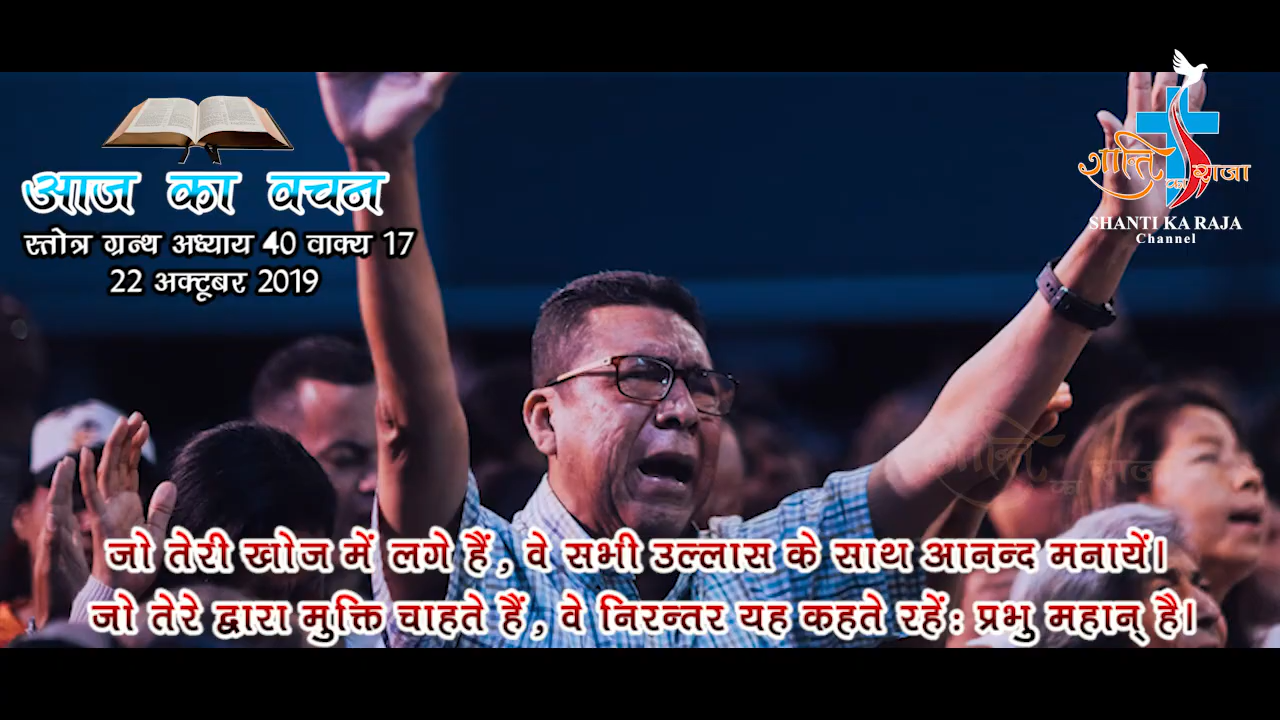 आज का वचन
स्तोत्र ग्रन्थ अध्याय 40 वाक्य 17
22 अक्टूबर 2019
शान्ति का राजा
SHANTI KA RAJA
Channel
शान्ति
का राजा
जो तेरी खोज में लगे हैं, वे सभी उल्लास के साथ आनन्द मनायें।
जो तेरे द्वारा मुक्ति चाहते हैं, वे निरन्तर यह कहते रहें: प्रभु महान् है।